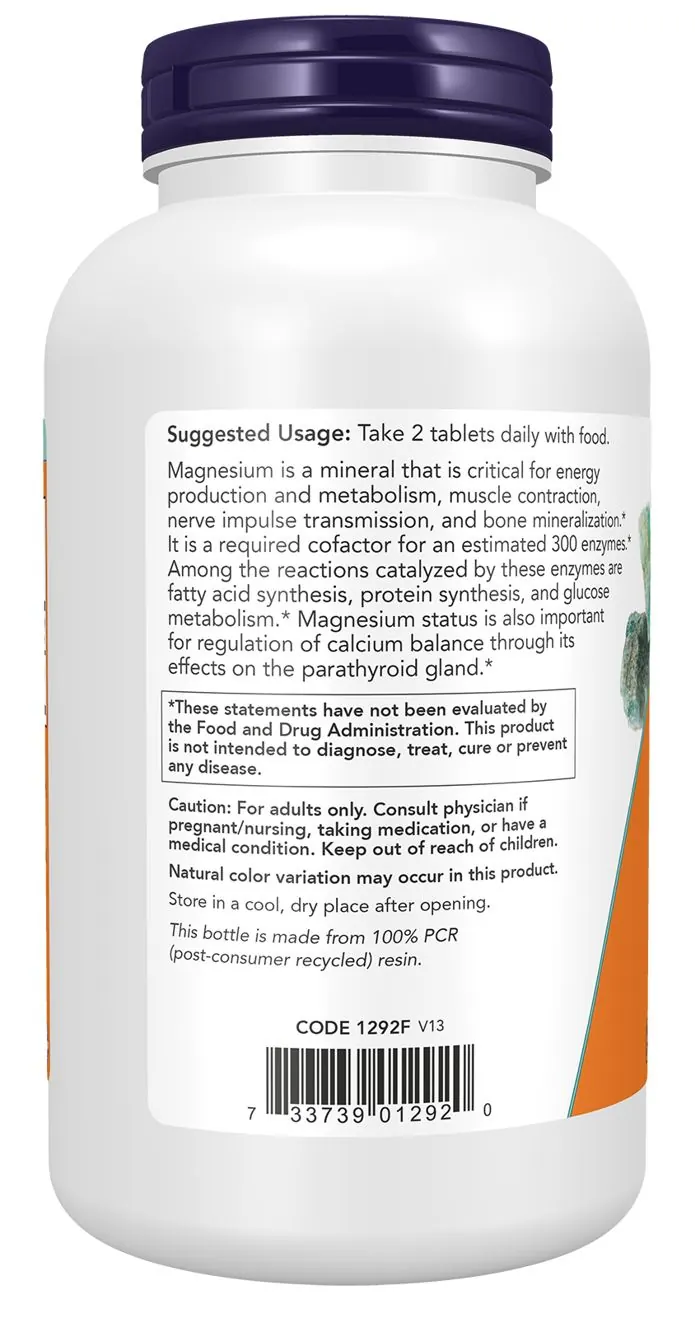 Suggested Usage: Take 2 tablets daily with food.
Magnesium is a mineral that is critical for energy
production and metabolism, muscle contraction,
nerve impulse transmission, and bone mineralization.*
It is a required cofactor for an estimated 300 enzymes.*
Among the reactions catalyzed by these enzymes are
fatty acid synthesis, protein synthesis, and glucose
metabolism.* Magnesium status is also important
for regulation of calcium balance through its
effects on the parathyroid gland.*
*These statements have not been evaluated by
the Food and Drug Administration. This product
is not intended to diagnose, treat, cure or prevent
any disease.
Caution: For adults only. Consult physician if
pregnant/nursing, taking medication, or have a
medical condition. Keep out of reach of children.
Natural color variation may occur in this product.
Store in a cool, dry place after opening.
This bottle is made from 100% PCR
(post-consumer recycled) resin.
CODE 1292F V13
7 33739 01292 0